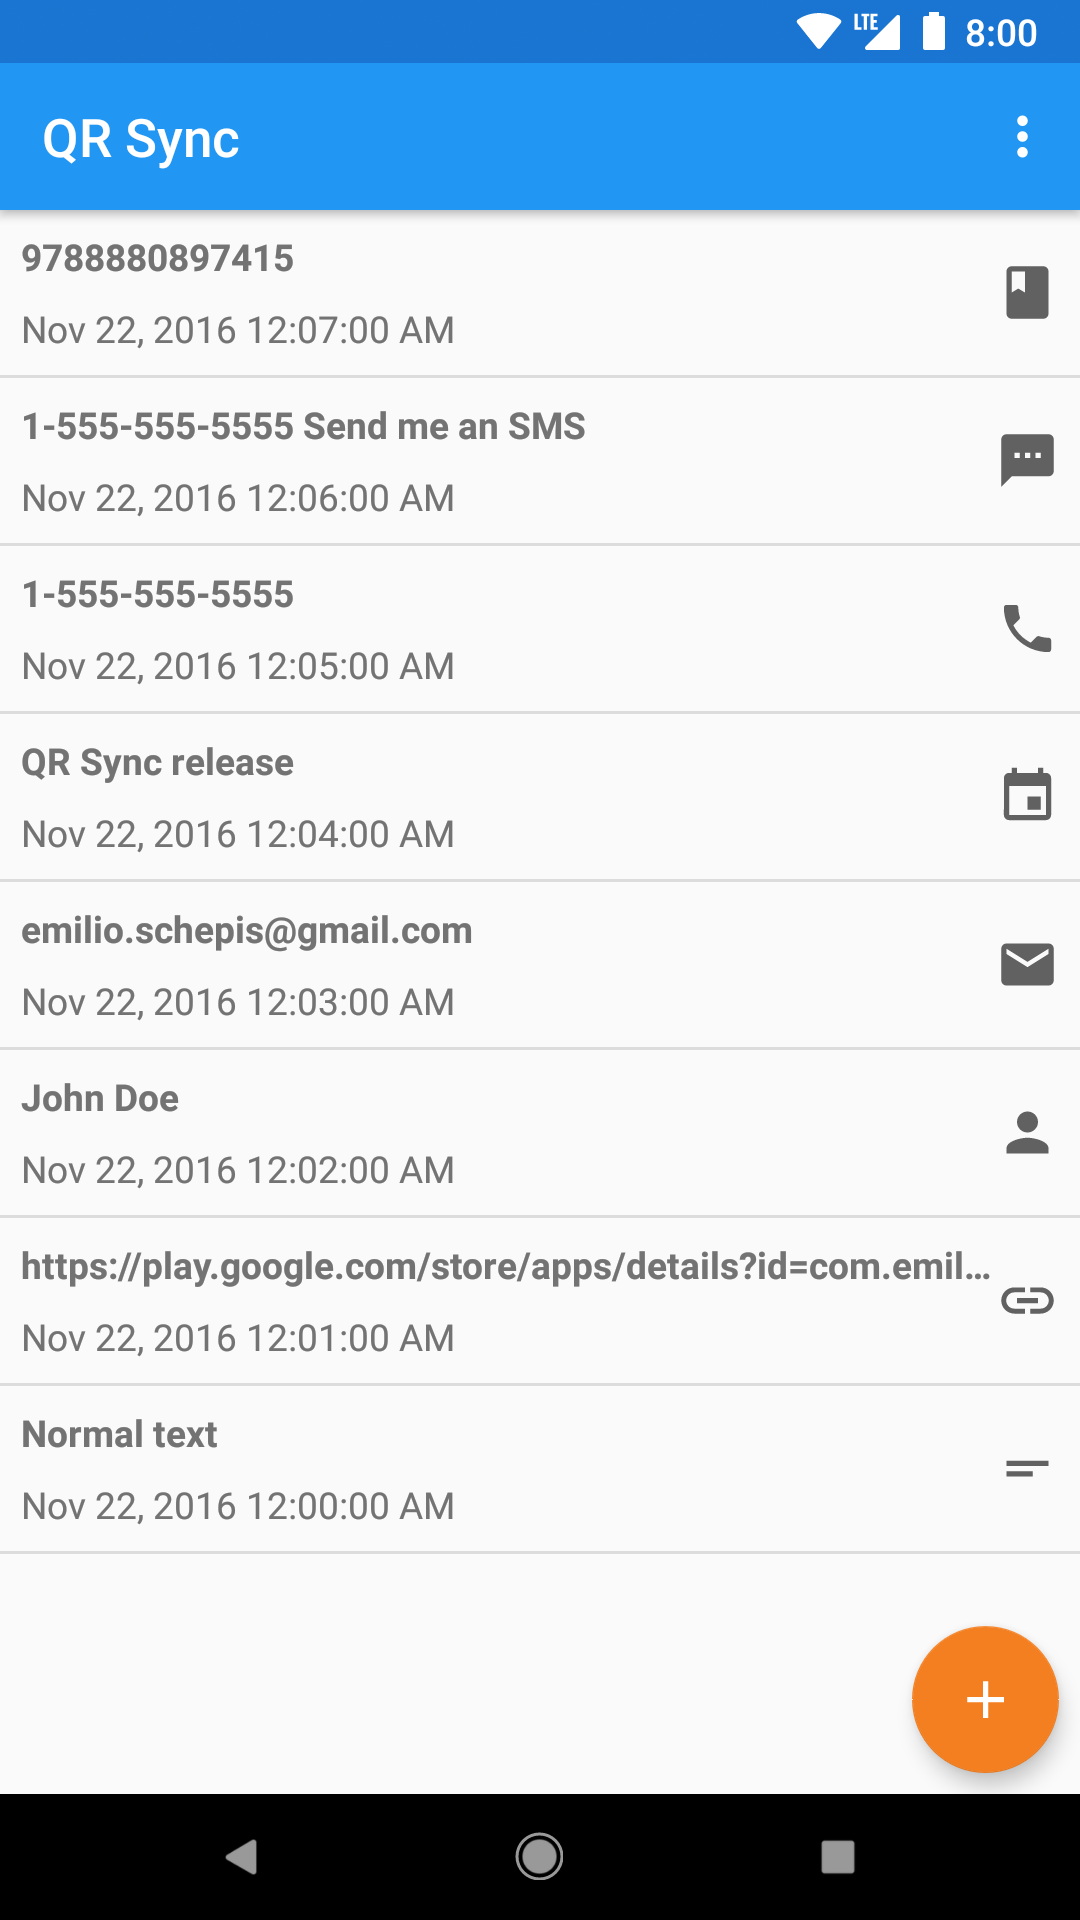 LTE 8:00
QR Sync
9788880897415
Nov 22, 2016 12:07:00 AM
1-555-555-5555 Send me an SMS
Nov 22, 2016 12:06:00 AM
1-555-555-5555
Nov 22, 2016 12:05:00 AM
QR Sync release
Nov 22, 2016 12:04:00 AM
emilio.schepis@gmail.com
Nov 22, 2016 12:03:00 AM
John Doe
Nov 22, 2016 12:02:00 AM
https://play.google.com/store/apps/details?id=com.emil...
Nov 22, 2016 12:01:00 AM
Normal text
Nov 22, 2016 12:00:00 AM